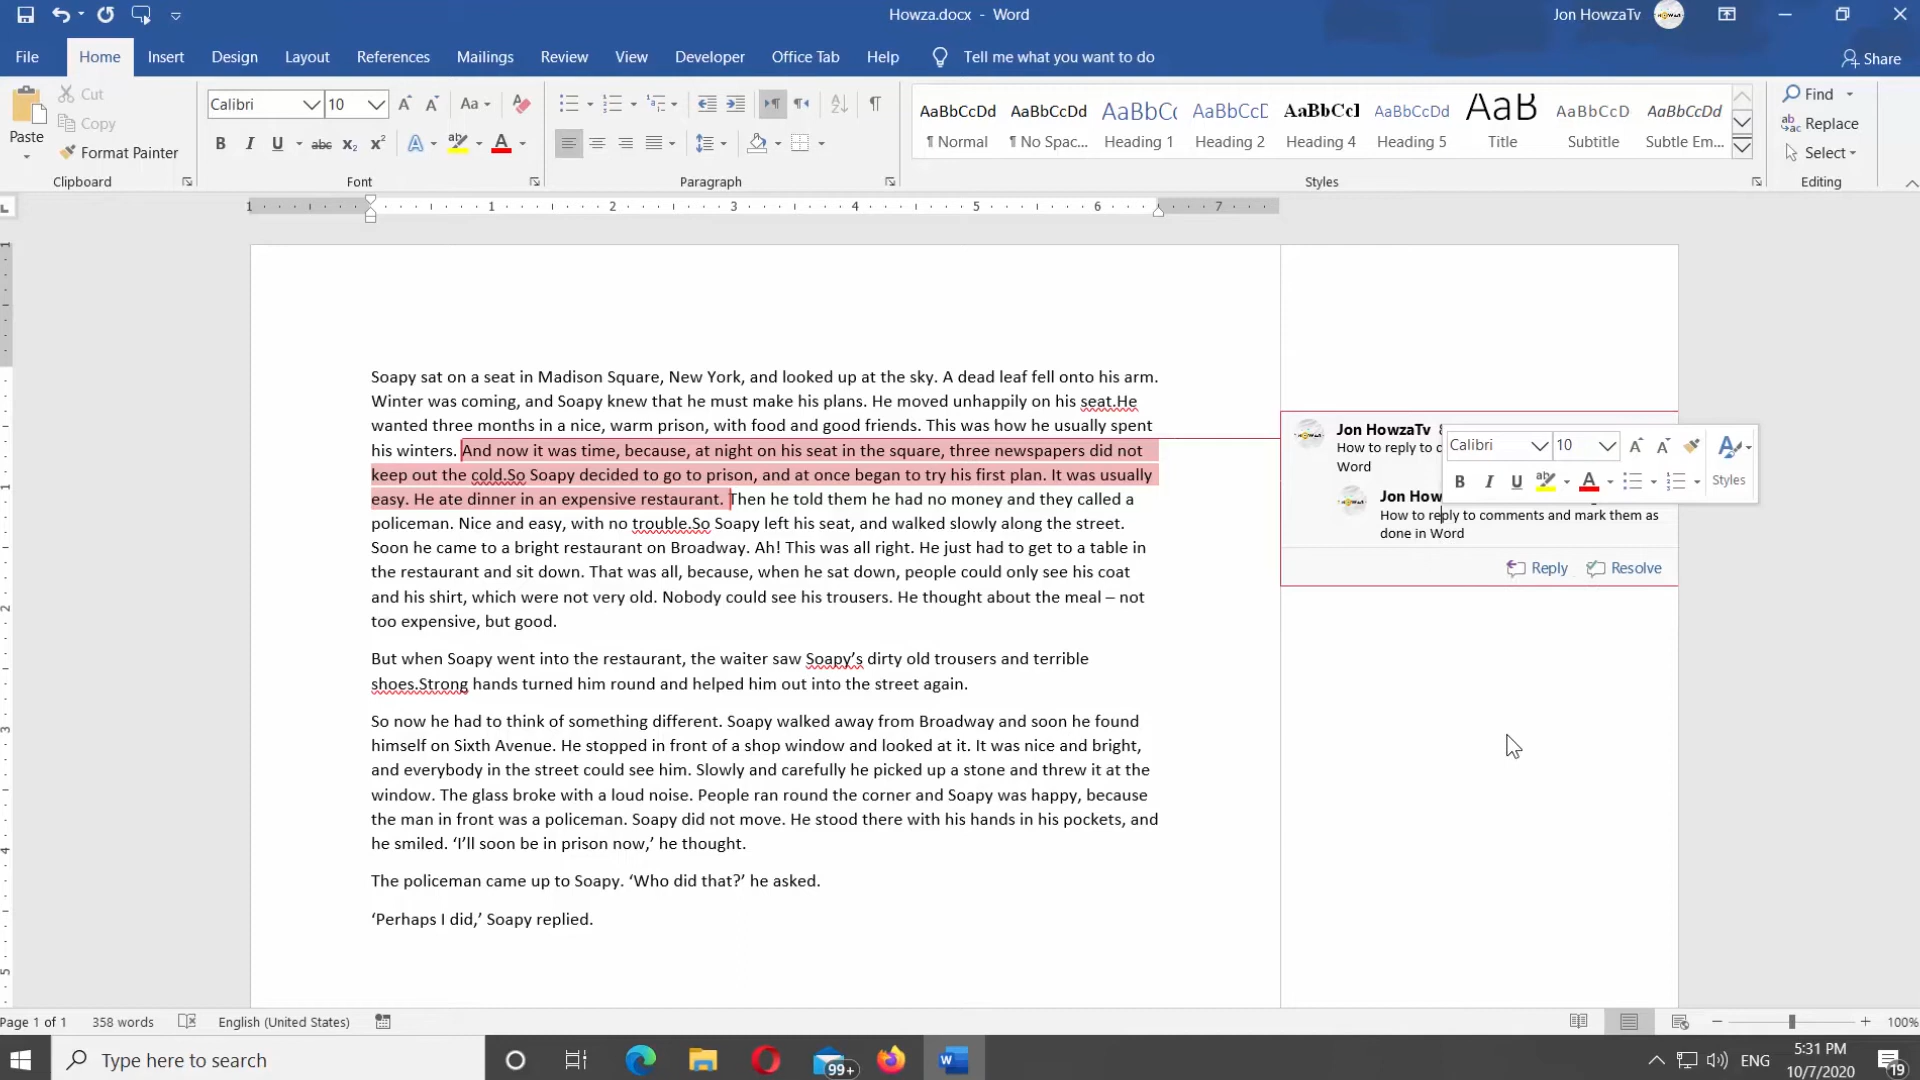 Howza.docx - Word
Jon HowzaTv
File Home Insert Design Layout References Mailings Review View Developer Office Tab Help Tell me what you want to do
Share
Paste
Cut
Copy
Format Painter
Clipboard
Calibri 10
Aa
B I U abc x₂ x²
A ab A
Font
Paragraph
AaBbCcDd
¶ Normal
AaBbCcDd
¶ No Spac...
AaBbC(
Heading 1
AaBbCcD
Heading 2
AaBbCcI
Heading 4
AaBbCcDd
Heading 5
AaB
Title
AaBbCcD
Subtitle
AaBbCcDd
Subtle Em...
Styles
Find
Replace
Select
Editing
1 1 2 3 4 5 6 7
Soapy sat on a seat in Madison Square, New York, and looked up at the sky. A dead leaf fell onto his arm.
Winter was coming, and Soapy knew that he must make his plans. He moved unhappily on his seat.He
wanted three months in a nice, warm prison, with food and good friends. This was how he usually spent
his winters. And now it was time, because, at night on his seat in the square, three newspapers did not
keep out the cold.So Soapy decided to go to prison, and at once began to try his first plan. It was usually
easy. He ate dinner in an expensive restaurant. Then he told them he had no money and they called a
policeman. Nice and easy, with no trouble.So Soapy left his seat, and walked slowly along the street.
Soon he came to a bright restaurant on Broadway. Ah! This was all right. He just had to get to a table in
the restaurant and sit down. That was all, because, when he sat down, people could only see his coat
and his shirt, which were not very old. Nobody could see his trousers. He thought about the meal – not
too expensive, but good.
But when Soapy went into the restaurant, the waiter saw Soapy’s dirty old trousers and terrible
shoes.Strong hands turned him round and helped him out into the street again.
So now he had to think of something different. Soapy walked away from Broadway and soon he found
himself on Sixth Avenue. He stopped in front of a shop window and looked at it. It was nice and bright,
and everybody in the street could see him. Slowly and carefully he picked up a stone and threw it at the
window. The glass broke with a loud noise. People ran round the corner and Soapy was happy, because
the man in front was a policeman. Soapy did not move. He stood there with his hands in his pockets, and
he smiled. ‘I’ll soon be in prison now,’ he thought.
The policeman came up to Soapy. ‘Who did that?’ he asked.
‘Perhaps I did,’ Soapy replied.
Jon HowzaTv
How to reply to
Word
Jon How
How to reply to comments and mark them as
done in Word
Reply Resolve
Calibri 10
B I U ab A
Styles
Page 1 of 1 358 words English (United States)
100%
Type here to search
99+
ENG
5:31 PM
10/7/2020
19